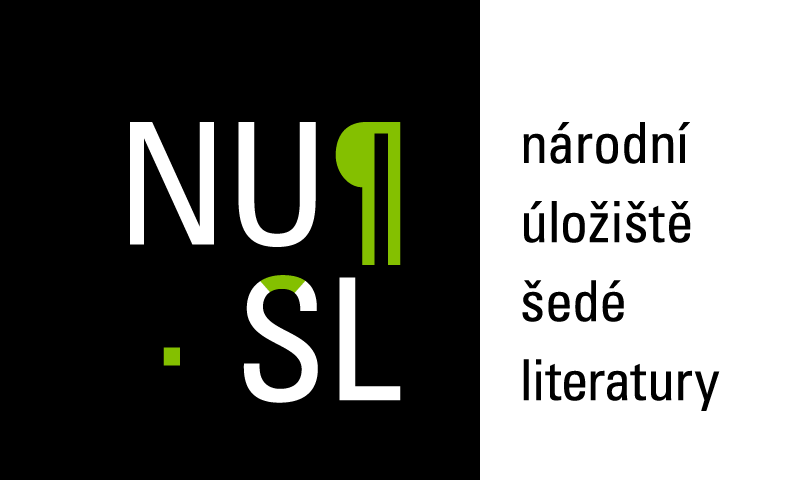 NU¶
· SL
národní
úložiště
šedé
literatury